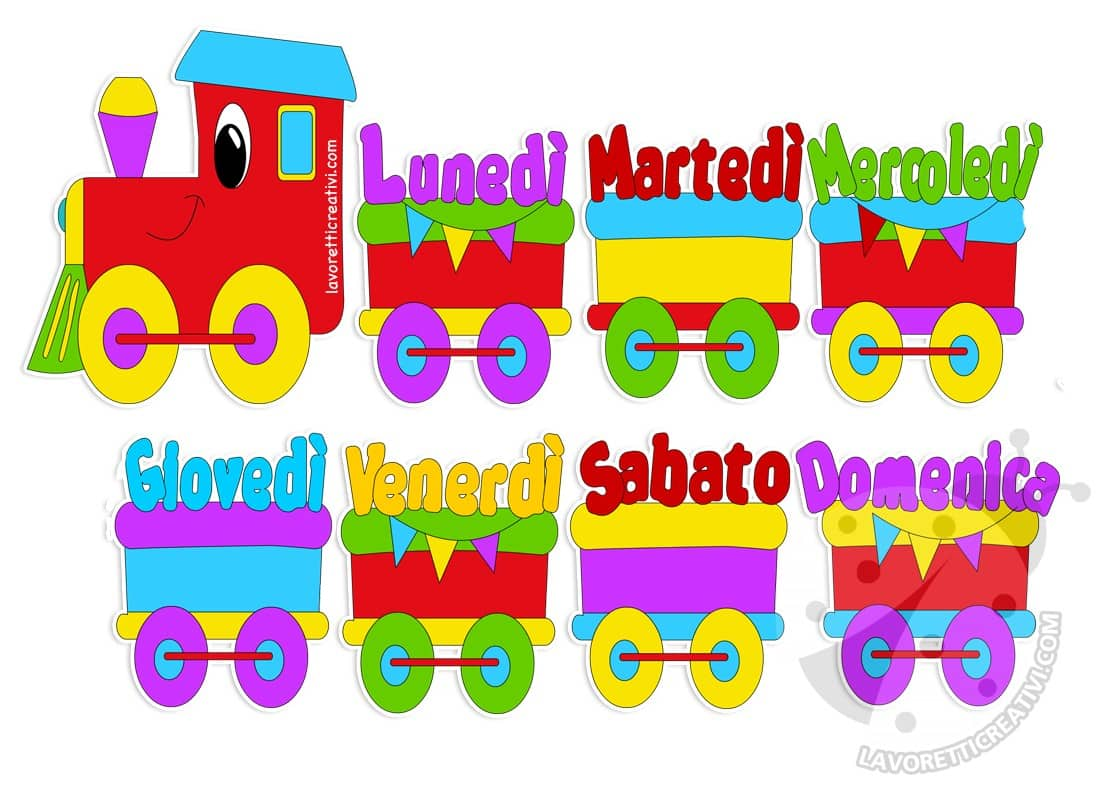 lavoretticreativi.com
Lunedì
Martedì
Mercoledì
Giovedì
Venerdì
Sabato
Domenica
LAVORETTICREATIVI.COM